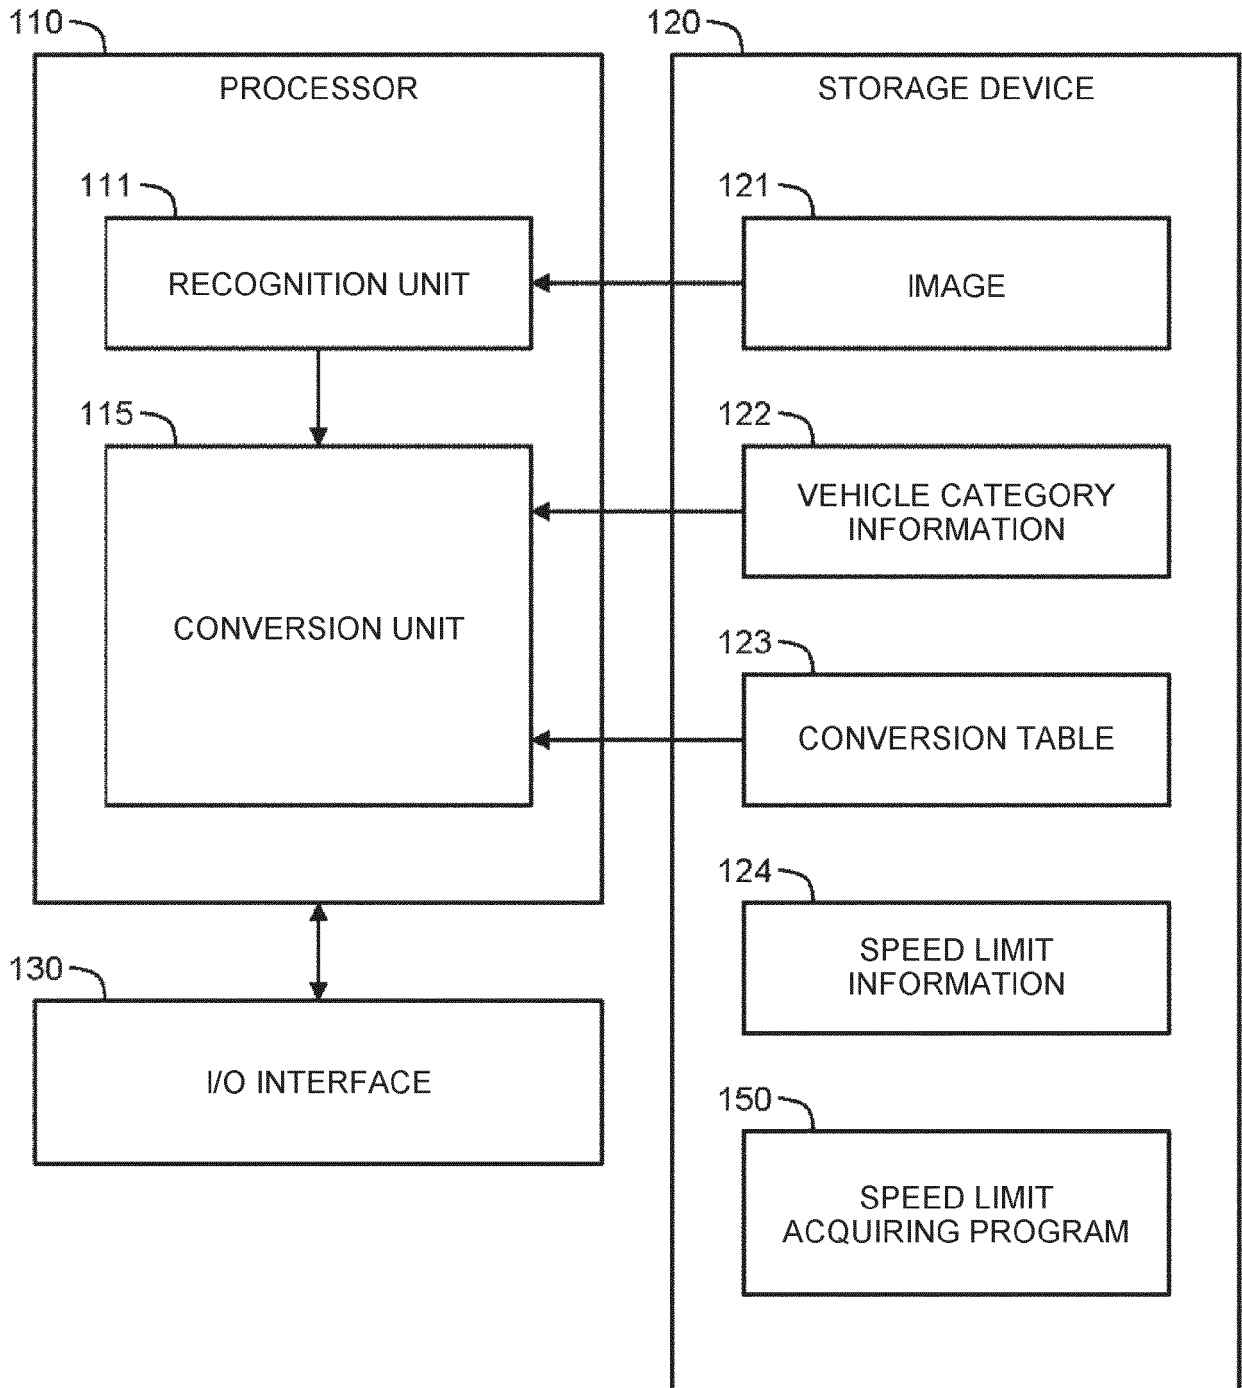 110
PROCESSOR
111
RECOGNITION UNIT
115
CONVERSION UNIT
130
I/O INTERFACE
120
STORAGE DEVICE
121
IMAGE
122
VEHICLE CATEGORY
INFORMATION
123
CONVERSION TABLE
124
SPEED LIMIT
INFORMATION
150
SPEED LIMIT
ACQUIRING PROGRAM